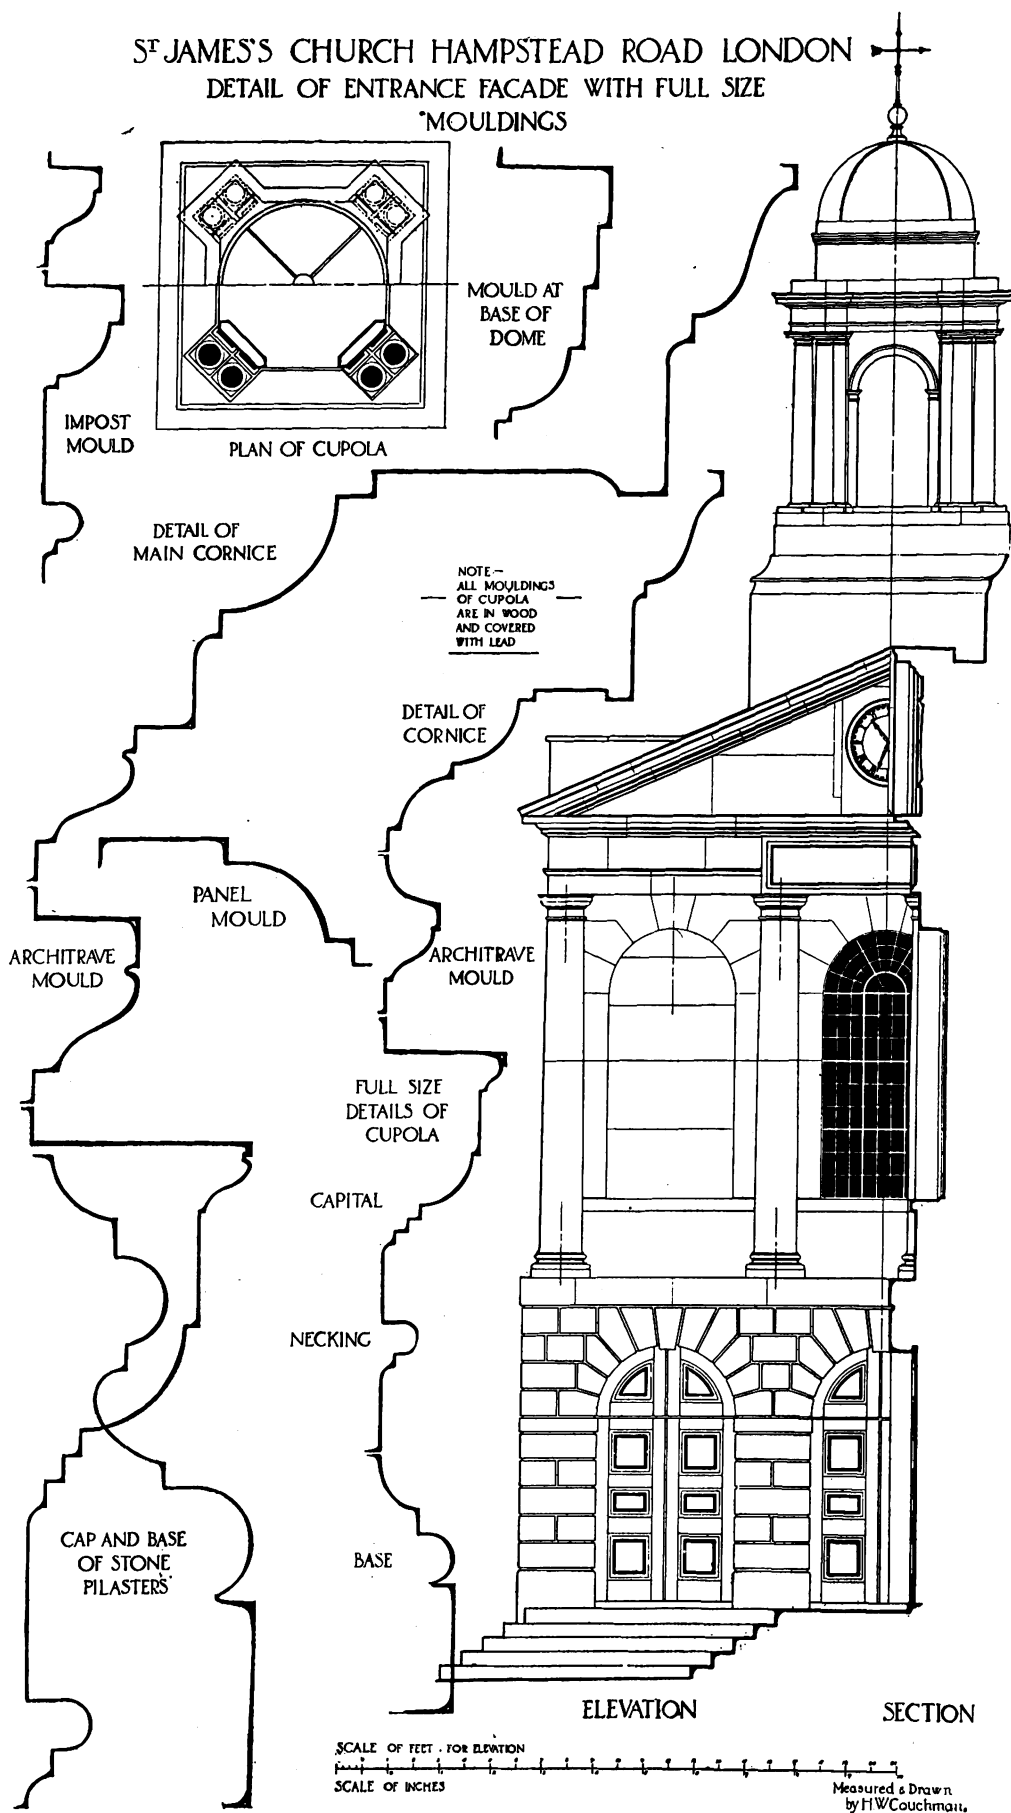 ST JAMES'S CHURCH HAMPSTEAD ROAD LONDON
DETAIL OF ENTRANCE FACADE WITH FULL SIZE
MOULDINGS
MOULD AT
BASE OF
DOME
IMPOST
MOULD
PLAN OF CUPOLA
DETAIL OF
MAIN CORNICE
NOTE:-
ALL MOULDINGS
OF CUPOLA
ARE IN WOOD
AND COVERED
WITH LEAD
DETAIL OF
CORNICE
PANEL
MOULD
ARCHITRAVE
MOULD
ARCHITRAVE
MOULD
FULL SIZE
DETAILS OF
CUPOLA
CAPITAL
NECKING
CAP AND BASE
OF STONE
PILASTERS
BASE
ELEVATION
SECTION
SCALE OF FEET . FOR ELEVATION
SCALE OF INCHES
Measured & Drawn
by H W Couchman.